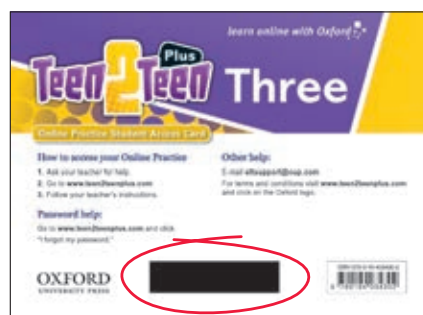 learn online with Oxford
Teen2Teen
Plus
Three
Online Practice Student Access Card
How to access your Online Practice
1. Ask your teacher for help.
2. Go to www.teen2teenplus.com
3. Follow your teacher's instructions.
Password help:
Go to www.teen2teenplus.com and click
"I forgot my password."
Other help:
E-mail eltsupport@oup.com
For terms and conditions visit www.teen2teenplus.com
and click on the Oxford logo.
OXFORD
UNIVERSITY PRESS